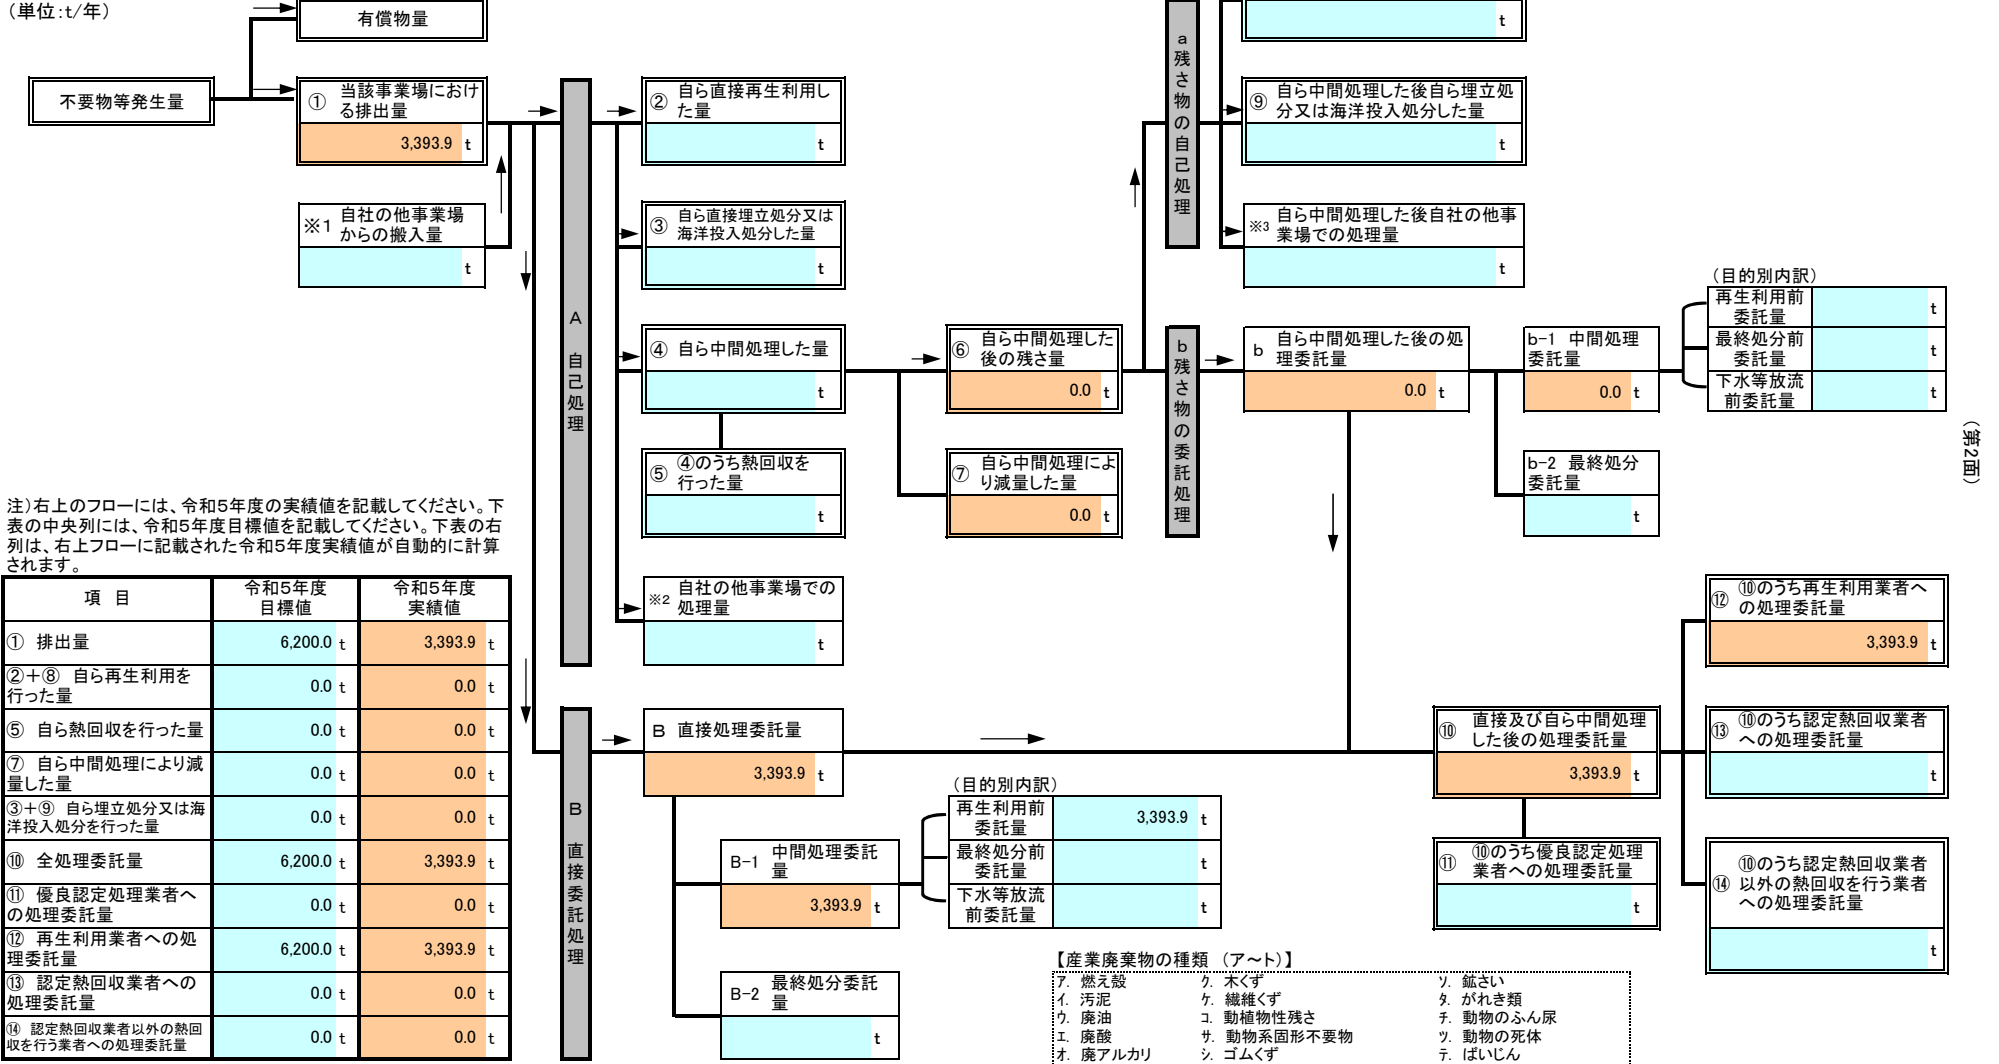 （単位:t/年）
有償物量
不要物等発生量
① 当該事業場におけ
る排出量
3,393.9 t
※1 自社の他事業場
からの搬入量
t
A 自己処理
② 自ら直接再生利用し
た量
t
③ 自ら直接埋立処分又は
海洋投入処分した量
t
④ 自ら中間処理した量
t
⑤ ④のうち熱回収を
行った量
t
※2 自社の他事業場での
処理量
t
⑥ 自ら中間処理した
後の残さ量
0.0 t
⑦ 自ら中間処理によ
り減量した量
0.0 t
a 残さ物の自己処理
t
⑨ 自ら中間処理した後自ら埋立処
分又は海洋投入処分した量
t
※3 自ら中間処理した後自社の他事
業場での処理量
t
b 残さ物の委託処理
b 自ら中間処理した後の処
理委託量
0.0 t
b-1 中間処理
委託量
0.0 t
b-2 最終処分
委託量
t
（目的別内訳）
再生利用前
委託量
t
最終処分前
委託量
t
下水等放流
前委託量
t
（第2面）
注）右上のフローには、令和5年度の実績値を記載してください。下
表の中央列には、令和5年度目標値を記載してください。下表の右
列は、右上フローに記載された令和5年度実績値が自動的に計算
されます。
項 目
令和5年度
目標値
令和5年度
実績値
① 排出量 6,200.0 t 3,393.9 t
②＋⑧ 自ら再生利用を
行った量 0.0 t 0.0 t
⑤ 自ら熱回収を行った量 0.0 t 0.0 t
⑦ 自ら中間処理により減
量した量 0.0 t 0.0 t
③＋⑨ 自ら埋立処分又は海
洋投入処分を行った量 0.0 t 0.0 t
⑩ 全処理委託量 6,200.0 t 3,393.9 t
⑪ 優良認定処理業者へ
の処理委託量 0.0 t 0.0 t
⑫ 再生利用業者への処
理委託量 6,200.0 t 3,393.9 t
⑬ 認定熱回収業者への
処理委託量 0.0 t 0.0 t
⑭ 認定熱回収業者以外の熱回
収を行う業者への処理委託量 0.0 t 0.0 t
B 直接委託処理
B 直接処理委託量
3,393.9 t
B-1 中間処理委託
量
3,393.9 t
B-2 最終処分委託
量
t
（目的別内訳）
再生利用前
委託量
3,393.9 t
最終処分前
委託量
t
下水等放流
前委託量
t
⑩ 直接及び自ら中間処理
した後の処理委託量
3,393.9 t
⑪ ⑩のうち優良認定処理
業者への処理委託量
t
⑫ ⑩のうち再生利用業者へ
の処理委託量
3,393.9 t
⑬ ⑩のうち認定熱回収業者
への処理委託量
t
⑭ ⑩のうち認定熱回収業者
以外の熱回収を行う業者
への処理委託量
t
【産業廃棄物の種類 （ア～ト）】
ア. 燃え殻 ク. 木くず ソ. 鉱さい
イ. 汚泥 ケ. 繊維くず タ. がれき類
ウ. 廃油 コ. 動植物性残さ チ. 動物のふん尿
エ. 廃酸 サ. 動物系固形不要物 ツ. 動物の死体
オ. 廃アルカリ シ. ゴムくず テ. ばいじん